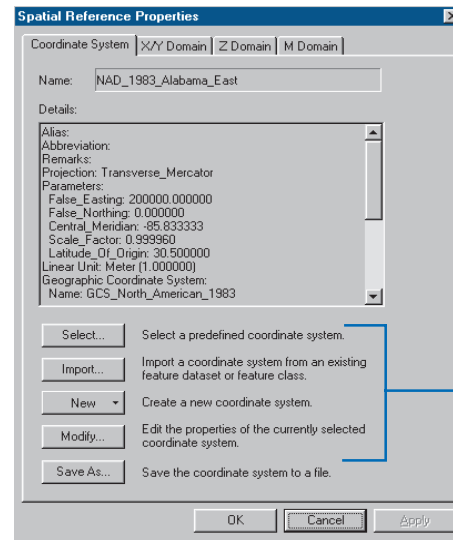 Spatial Reference Properties
Coordinate System X/Y Domain Z Domain M Domain
Name: NAD_1983_Alabama_East
Details:
Alias:
Abbreviation:
Remarks:
Projection: Transverse_Mercator
Parameters:
False_Easting: 200000.000000
False_Northing: 0.000000
Central_Meridian: -85.833333
Scale_Factor: 0.999960
Latitude_Of_Origin: 30.500000
Linear Unit: Meter (1.000000)
Geographic Coordinate System:
Name: GCS_North_American_1983
Select... Select a predefined coordinate system.
Import... Import a coordinate system from an existing
feature dataset or feature class.
New Create a new coordinate system.
Modify... Edit the properties of the currently selected
coordinate system.
Save As... Save the coordinate system to a file.
OK Cancel Apply